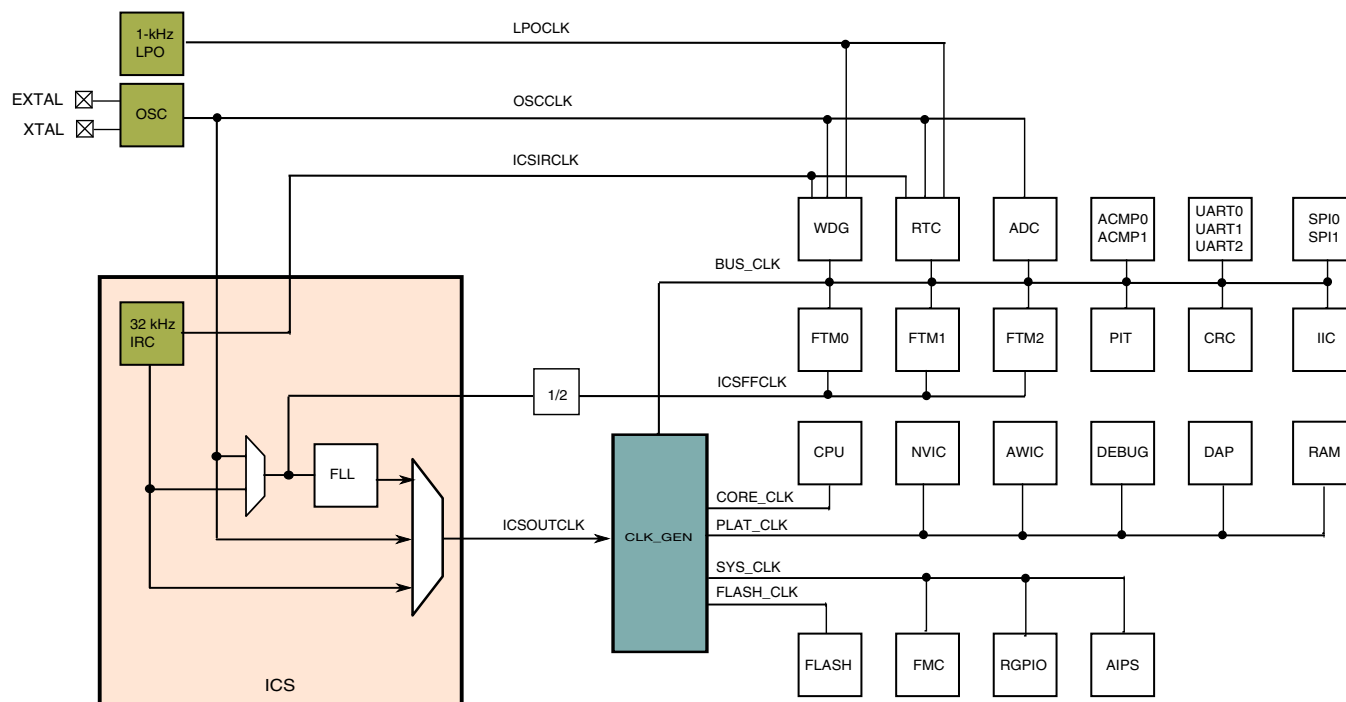 1-kHz
LPO
LPOCLK
EXTAL
XTAL
OSC
OSCCLK
ICSIRCLK
WDG
RTC
ADC
ACMP0
ACMP1
UART0
UART1
UART2
SPI0
SPI1
BUS_CLK
32 kHz
IRC
FTM0
FTM1
FTM2
PIT
CRC
IIC
ICSFFCLK
1/2
CPU
NVIC
AWIC
DEBUG
DAP
RAM
FLL
CORE_CLK
PLAT_CLK
ICSOUTCLK
CLK_GEN
SYS_CLK
FLASH_CLK
FLASH
FMC
RGPIO
AIPS
ICS